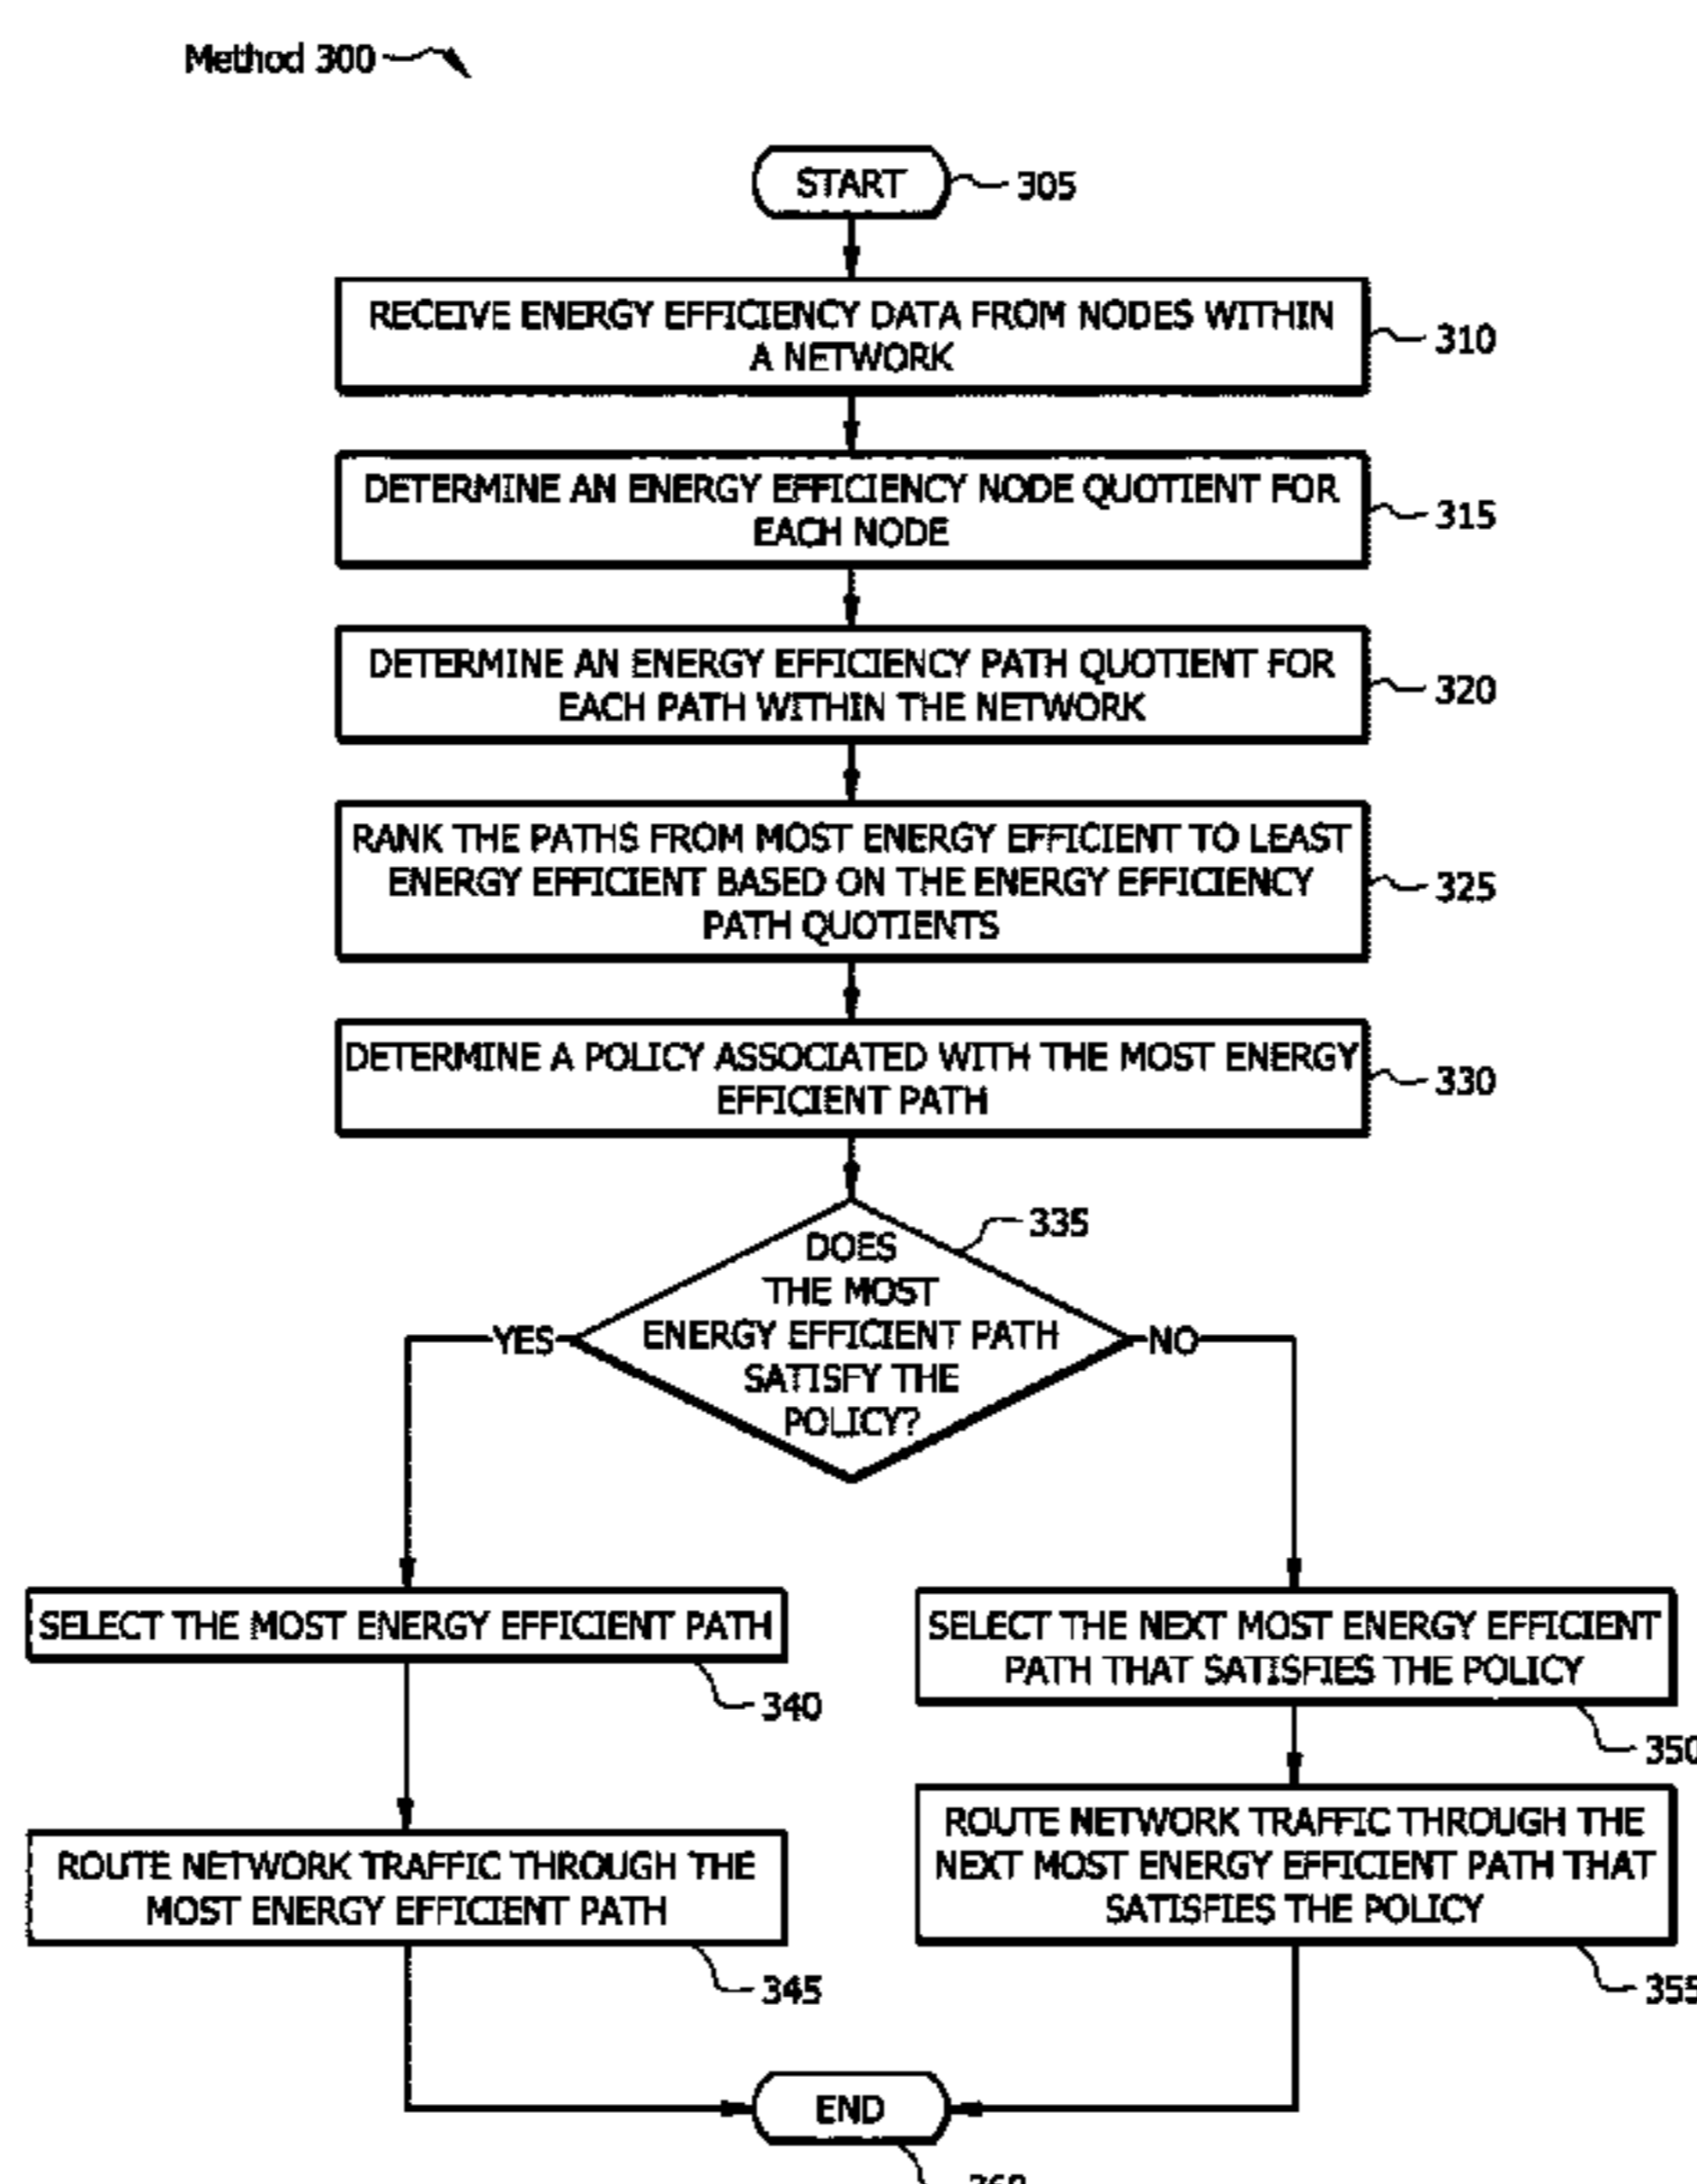 Method 300
START
305
RECEIVE ENERGY EFFICIENCY DATA FROM NODES WITHIN
A NETWORK
310
DETERMINE AN ENERGY EFFICIENCY NODE QUOTIENT FOR
EACH NODE
315
DETERMINE AN ENERGY EFFICIENCY PATH QUOTIENT FOR
EACH PATH WITHIN THE NETWORK
320
RANK THE PATHS FROM MOST ENERGY EFFICIENT TO LEAST
ENERGY EFFICIENT BASED ON THE ENERGY EFFICIENCY
PATH QUOTIENTS
325
DETERMINE A POLICY ASSOCIATED WITH THE MOST ENERGY
EFFICIENT PATH
330
335
DOES
THE MOST
ENERGY EFFICIENT PATH
SATISFY THE
POLICY?
YES
NO
SELECT THE MOST ENERGY EFFICIENT PATH
340
SELECT THE NEXT MOST ENERGY EFFICIENT
PATH THAT SATISFIES THE POLICY
350
ROUTE NETWORK TRAFFIC THROUGH THE
MOST ENERGY EFFICIENT PATH
345
ROUTE NETWORK TRAFFIC THROUGH THE
NEXT MOST ENERGY EFFICIENT PATH THAT
SATISFIES THE POLICY
355
END